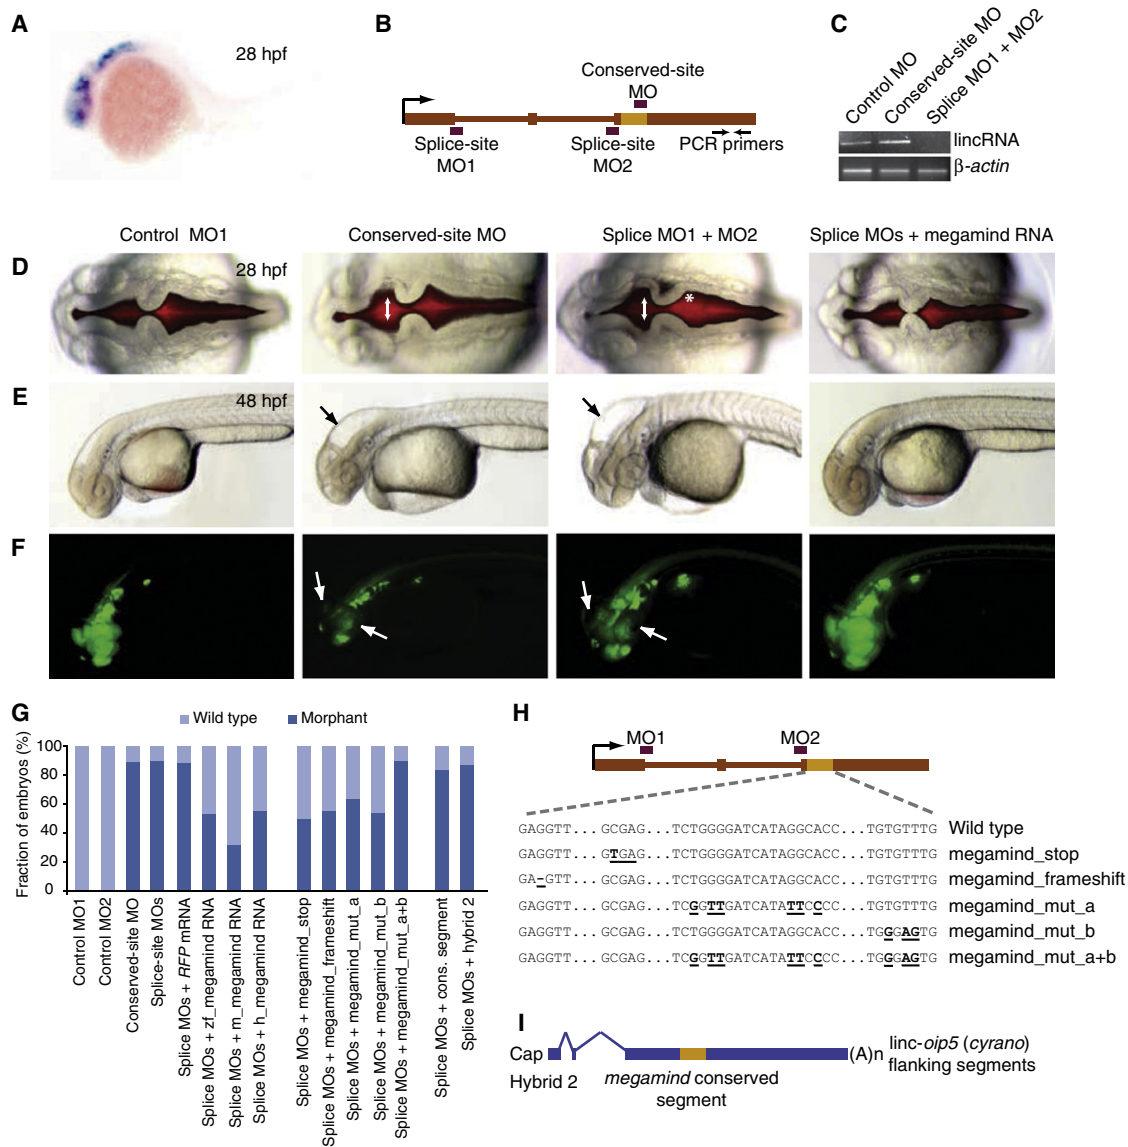 A
28 hpf
B
Conserved-site
MO
Splice-site
MO1
Splice-site
MO2
PCR primers
C
Control MO
Conserved-site MO
Splice MO1 + MO2
lincRNA
β-actin
Control MO1
Conserved-site MO
Splice MO1 + MO2
Splice MOs + megamind RNA
D
28 hpf
*
E
48 hpf
F
G
Wild type
Morphant
Fraction of embryos (%)
100
80
60
40
20
0
Control MO1
Control MO2
Conserved-site MO
Splice-site MOs
Splice MOs + RFP mRNA
Splice MOs + zf_megamind RNA
Splice MOs + m_megamind RNA
Splice MOs + h_megamind RNA
Splice MOs + megamind_stop
Splice MOs + megamind_frameshift
Splice MOs + megamind_mut_a
Splice MOs + megamind_mut_b
Splice MOs + megamind_mut_a+b
Splice MOs + cons. segment
Splice MOs + hybrid 2
H
MO1
MO2
GAGGTT...GCGAG...TCTGGGGATCATAGGCACC...TGTGTTTG Wild type
GAGGTT...GTGAG...TCTGGGGATCATAGGCACC...TGTGTTTG megamind_stop
GA-GTT...GCGAG...TCTGGGGATCATAGGCACC...TGTGTTTG megamind_frameshift
GAGGTT...GCGAG...TCGGTTGATCATATTCCCC...TGTGTTTG megamind_mut_a
GAGGTT...GCGAG...TCTGGGGATCATAGGCACC...TGGGAGTG megamind_mut_b
GAGGTT...GCGAG...TCGGTTGATCATATTCCCC...TGGGAGTG megamind_mut_a+b
I
Cap
(A)n
linc-oip5 (cyrano)
flanking segments
Hybrid 2
megamind conserved
segment